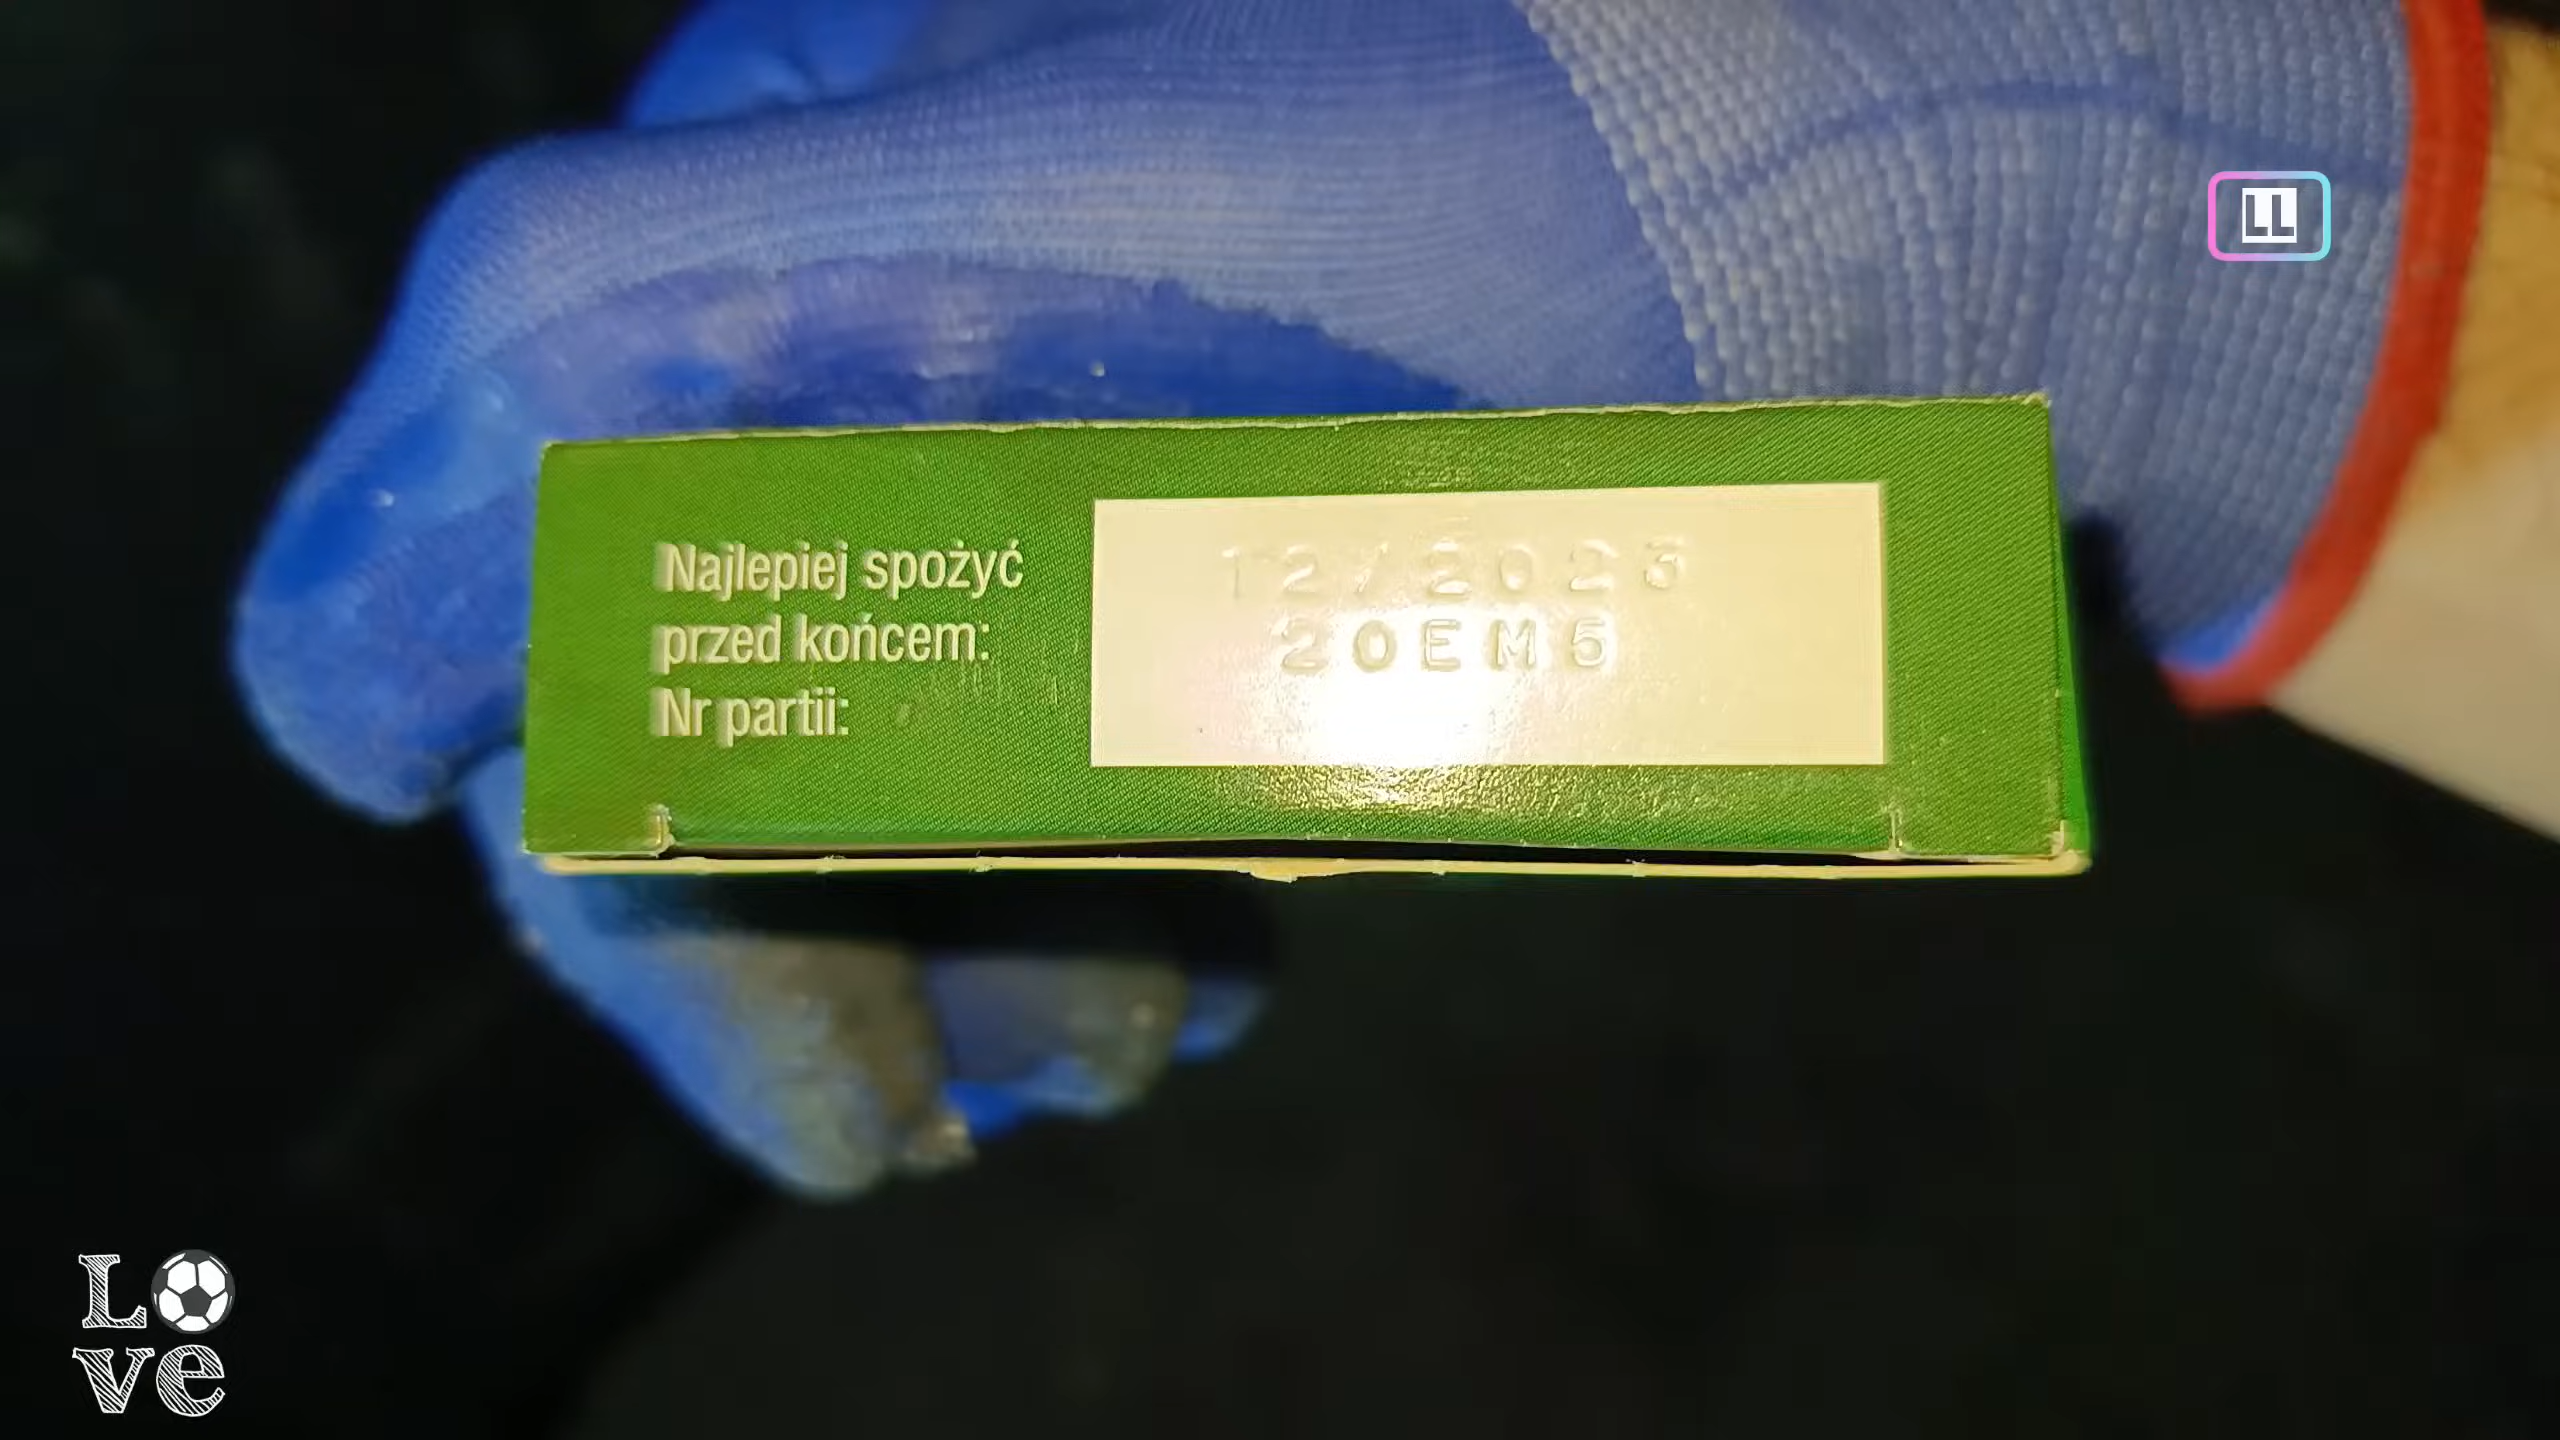 LL
Najlepiej spożyć
przed końcem:
Nr partii:
12/2023
20EM5
LOve